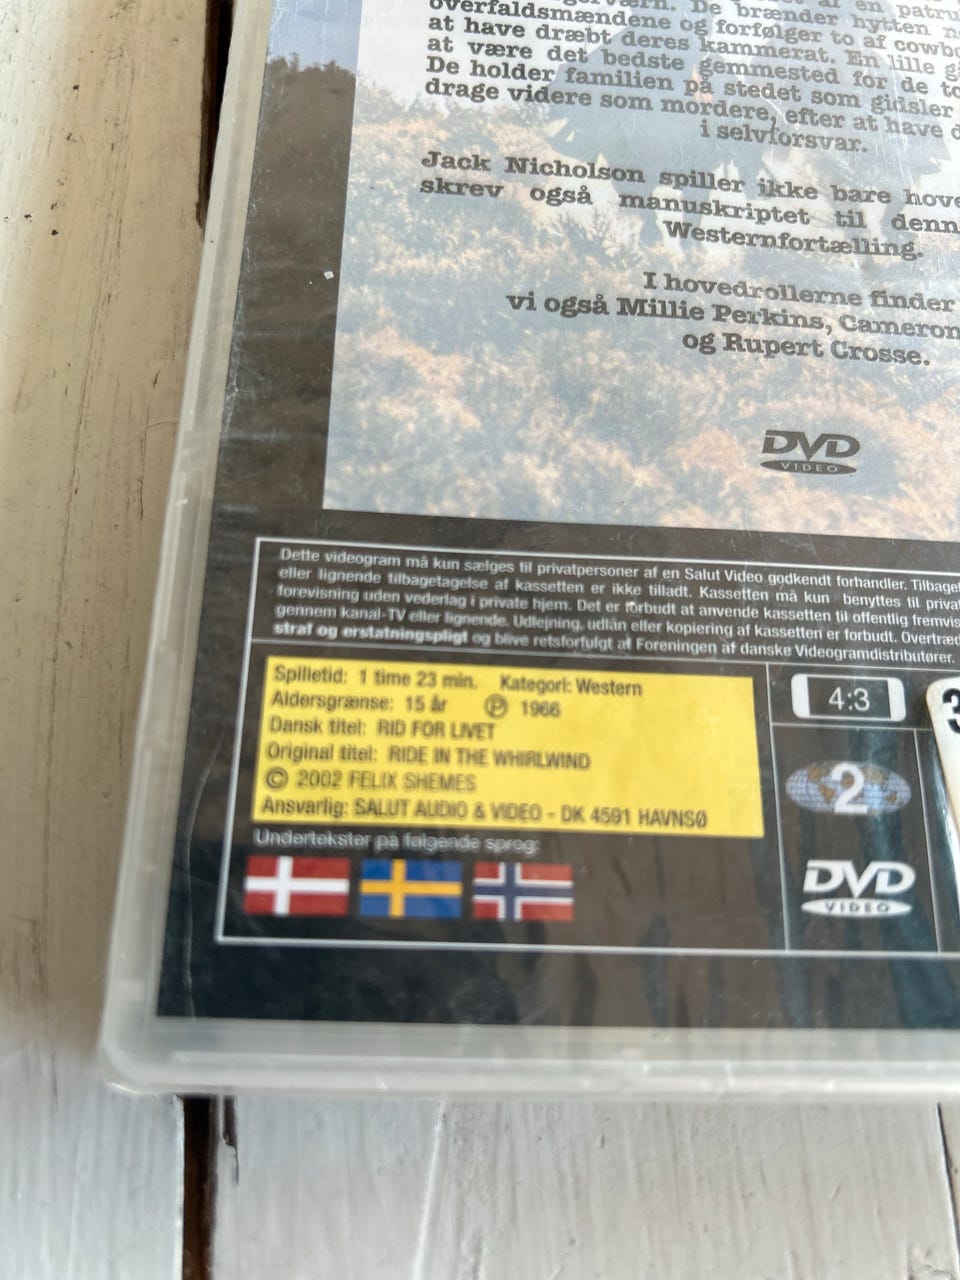 af en
overfaldsmændene og forfølger to af
at have dræbt deres kammerat. En lille
at være det bedste gemmested for de
De holder familien på stedet som gidsler
drage videre som mordere, efter at have
i selvforsvar.
Jack Nicholson spiller ikke bare
skrev også manuskriptet til
Westernfortælling.
I hovedrollerne finder
vi også Millie Perkins, Cameron
og Rupert Crosse.
DVD
VIDEO
Dette videogram må kun sælges til privatpersoner af en Salut Video godkendt forhandler.
eller lignende tilbagetagelse af kassetten er ikke tilladt. Kassetten må kun benyttes til
forevisning uden vederlag i private hjem. Det er forbudt at anvende kassetten til offentlig
gennem kanal-TV eller lignende. Udlejning, udlån eller kopiering af kassetten er forbudt.
straf og erstatningspligt og blive retsforfulgt af Foreningen af danske Videogramdistributører.
Spilletid: 1 time 23 min. Kategori: Western
Aldersgrænse: 15 år Ⓟ 1966
Dansk titel: RID FOR LIVET
Original titel: RIDE IN THE WHIRLWIND
© 2002 FELIX SHEMES
Ansvarlig: SALUT AUDIO & VIDEO - DK 4591 HAVNSØ
Undertekster på følgende sprog:
4:3
2
DVD
VIDEO